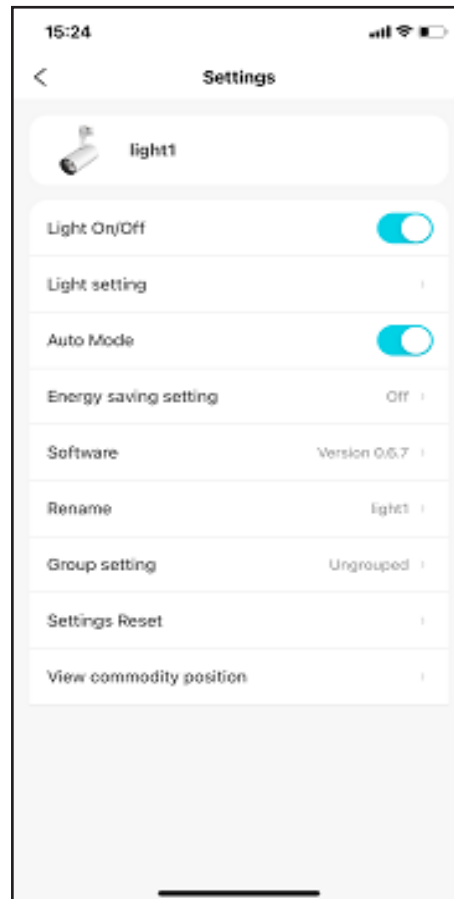 15:24
Settings
light1
Light On/Off
Light setting
Auto Mode
Energy saving setting Off
Software Version 0.6.7
Rename light1
Group setting Ungrouped
Settings Reset
View commodity position